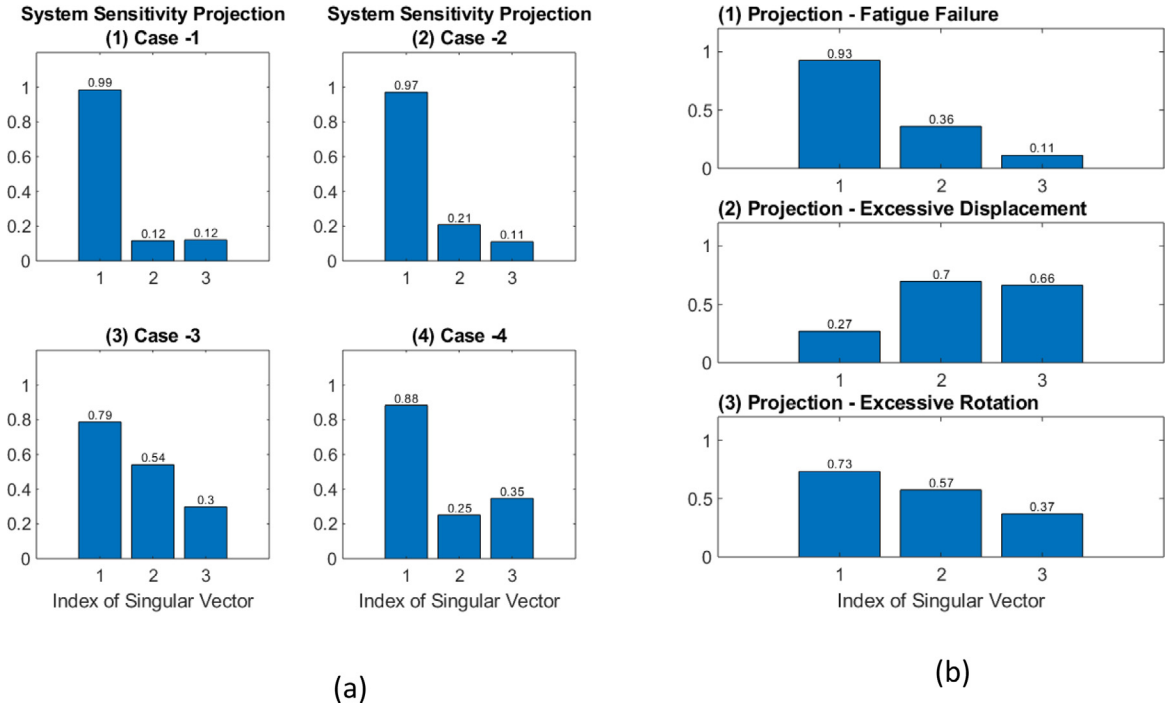 System Sensitivity Projection
(1) Case -1
1
0.8
0.6
0.4
0.2
0
0.99
0.12
0.12
1 2 3
System Sensitivity Projection
(2) Case -2
1
0.8
0.6
0.4
0.2
0
0.97
0.21
0.11
1 2 3
(3) Case -3
1
0.8
0.6
0.4
0.2
0
0.79
0.54
0.3
1 2 3
Index of Singular Vector
(4) Case -4
1
0.8
0.6
0.4
0.2
0
0.88
0.25
0.35
1 2 3
Index of Singular Vector
(a)
(1) Projection - Fatigue Failure
1
0.5
0
0.93
0.36
0.11
1 2 3
(2) Projection - Excessive Displacement
1
0.5
0
0.27
0.7
0.66
1 2 3
(3) Projection - Excessive Rotation
1
0.5
0
0.73
0.57
0.37
1 2 3
Index of Singular Vector
(b)